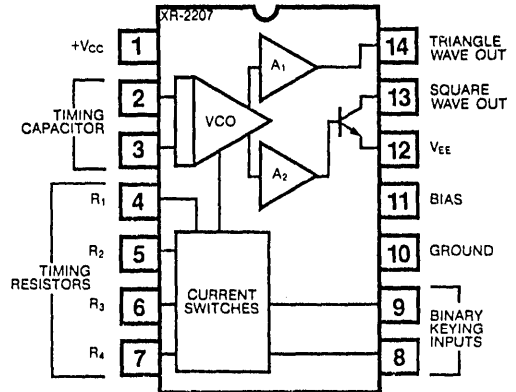 XR-2207
+VCC
1
14
TRIANGLE
WAVE OUT
A1
TIMING
CAPACITOR
2
3
VCO
13
SQUARE
WAVE OUT
12
VEE
A2
R1
4
11
BIAS
R2
5
10
GROUND
TIMING
RESISTORS
CURRENT
SWITCHES
R3
6
9
BINARY
KEYING
INPUTS
R4
7
8